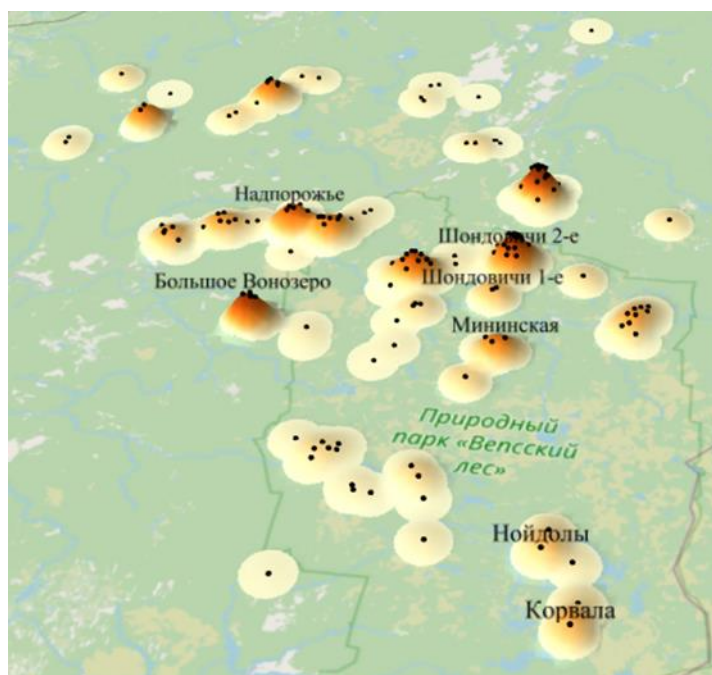 Надпорожье
Шондовичи 2-е
Большое Вонозеро
Шондовичи 1-е
Мининская
Природный
парк «Вепсский
лес»
Нойдолы
Корвала